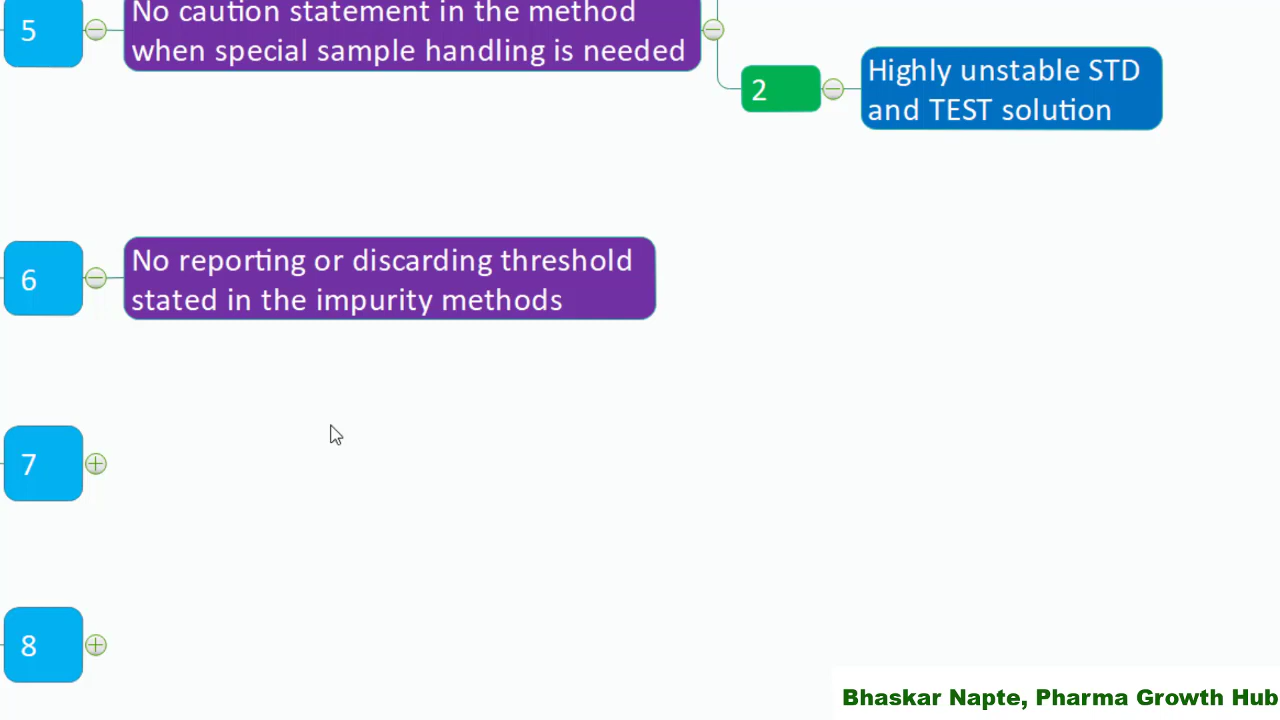 5
No caution statement in the method
when special sample handling is needed
2
Highly unstable STD
and TEST solution
6
No reporting or discarding threshold
stated in the impurity methods
7
8
Bhaskar Napte, Pharma Growth Hub